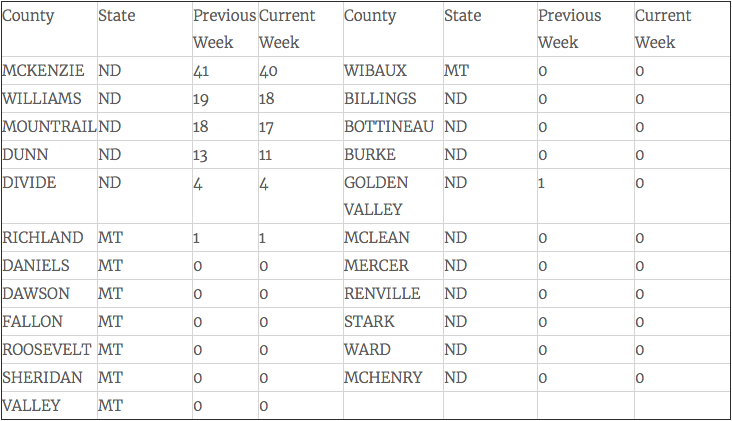 County State Previous Current County State Previous Current
Week Week Week Week
MCKENZIE ND 41 40 WIBAUX MT 0 0
WILLIAMS ND 19 18 BILLINGS ND 0 0
MOUNTRAIL ND 18 17 BOTTINEAU ND 0 0
DUNN ND 13 11 BURKE ND 0 0
DIVIDE ND 4 4 GOLDEN ND 1 0
VALLEY
RICHLAND MT 1 1 MCLEAN ND 0 0
DANIELS MT 0 0 MERCER ND 0 0
DAWSON MT 0 0 RENVILLE ND 0 0
FALLON MT 0 0 STARK ND 0 0
ROOSEVELT MT 0 0 WARD ND 0 0
SHERIDAN MT 0 0 MCHENRY ND 0 0
VALLEY MT 0 0